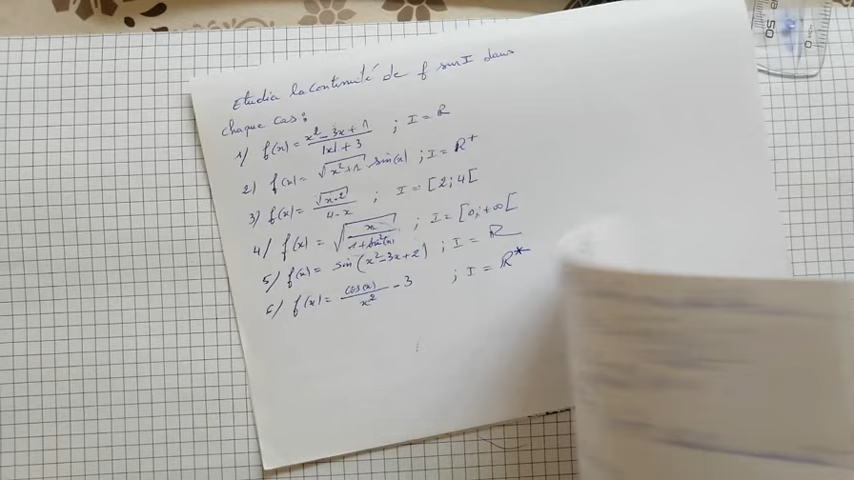 Etudier la continuité de f sur I dans
chaque cas:
1) f(x) = (x² - 3x + 1)/(|x| + 3) ; I = R
2) f(x) = √(x² + 1) sin(x) ; I = R⁺
3) f(x) = √(x-2)/(4-x) ; I = [2; 4[
4) f(x) = √(x/(1 + (x))) ; I = [0; +∞[
5) f(x) = sin(x² - 3x + 2) ; I = R
6) f(x) = cos(x)/x² - 3 ; I = R*